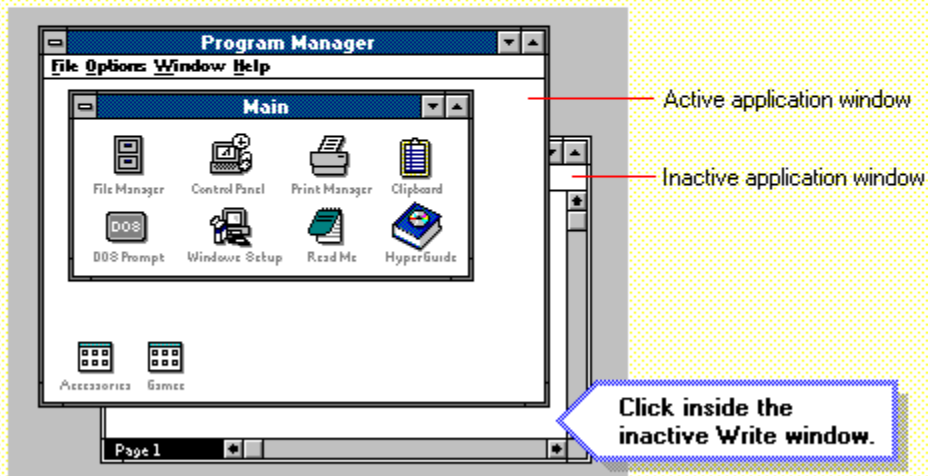 Program Manager
File Options Window Help
Main
Active application window
Inactive application window
File Manager Control Panel Print Manager Clipboard
DOS
DOS Prompt Windows Setup Read Me HyperGuide
Accessories Games
Click inside the
inactive Write window.
Page 1